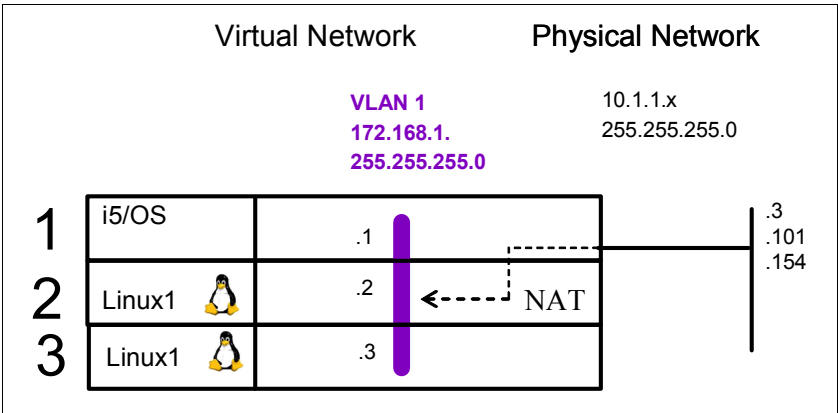 Virtual Network
Physical Network
VLAN 1
172.168.1.
255.255.255.0
10.1.1.x
255.255.255.0
1
i5/OS
.1
.3
.101
.154
2
Linux1
.2
NAT
3
Linux1
.3